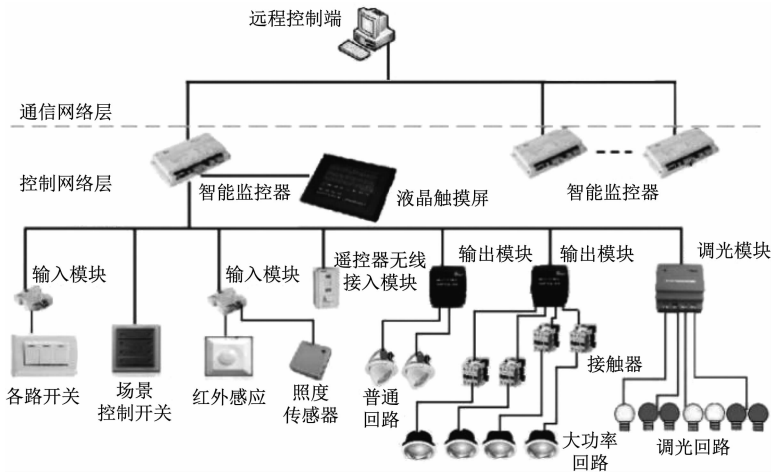 远程控制端
通信网络层
控制网络层
智能监控器
液晶触摸屏
智能监控器
输入模块
输入模块
遥控器无线
接入模块
输出模块
输出模块
调光模块
接触器
各路开关
场景
控制开关
红外感应
照度
传感器
普通
回路
大功率
回路
调光回路